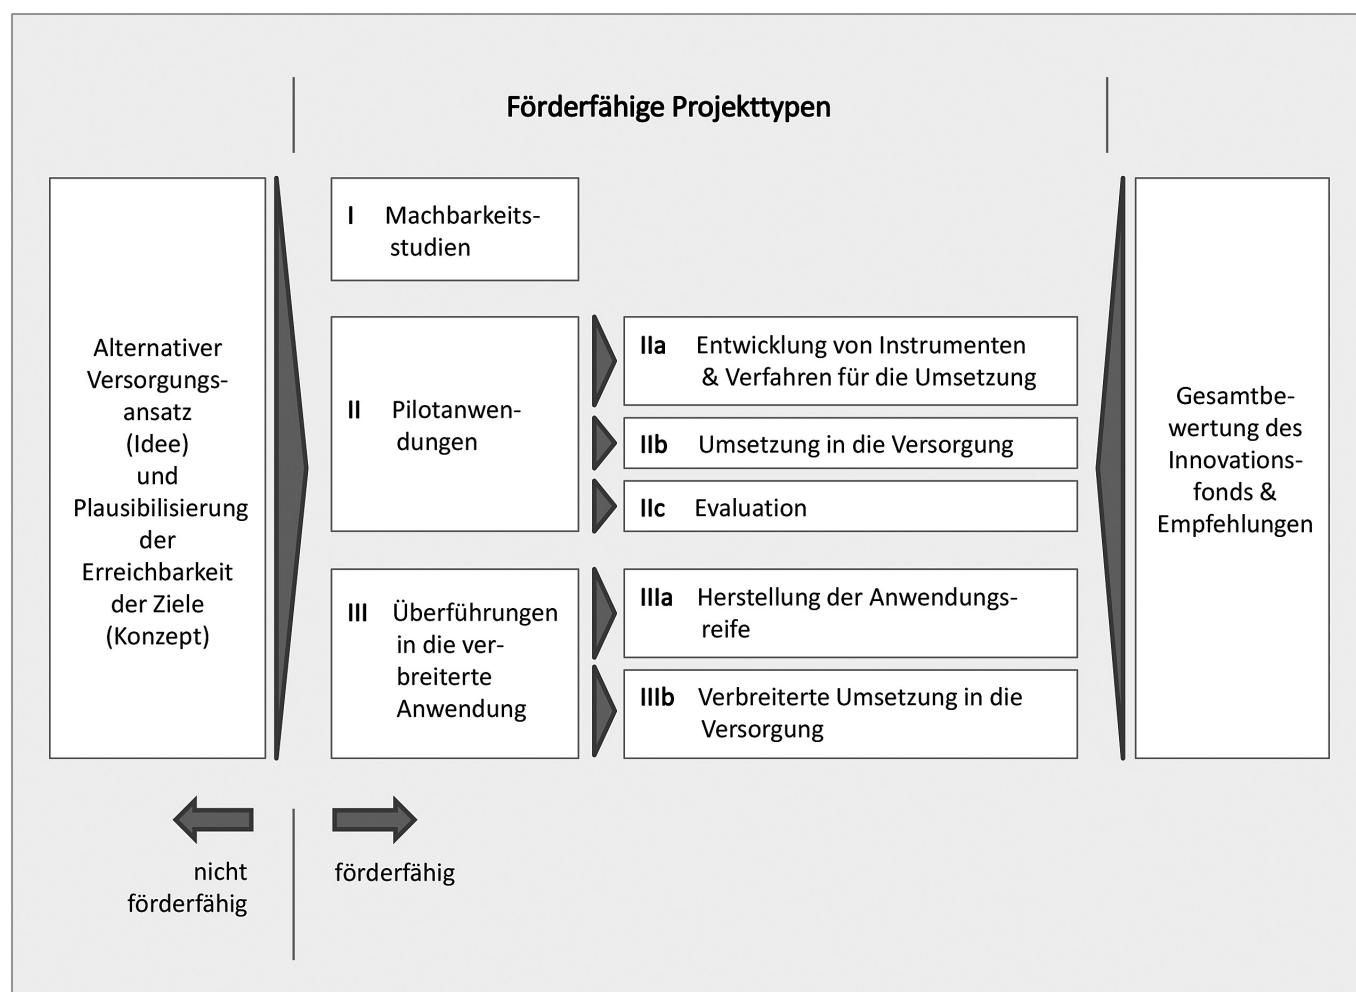 Förderfähige Projekttypen
Alternativer
Versorgungs-
ansatz
(Idee)
und
Plausibilisierung
der
Erreichbarkeit
der Ziele
(Konzept)
I Machbarkeits-
studien
II Pilotanwen-
dungen
IIa Entwicklung von Instrumenten
& Verfahren für die Umsetzung
IIb Umsetzung in die Versorgung
IIc Evaluation
III Überführungen
in die ver-
breiterte
Anwendung
IIIa Herstellung der Anwendungs-
reife
IIIb Verbreiterte Umsetzung in die
Versorgung
Gesamtbe-
wertung des
Innovations-
fonds &
Empfehlungen
nicht
förderfähig
förderfähig